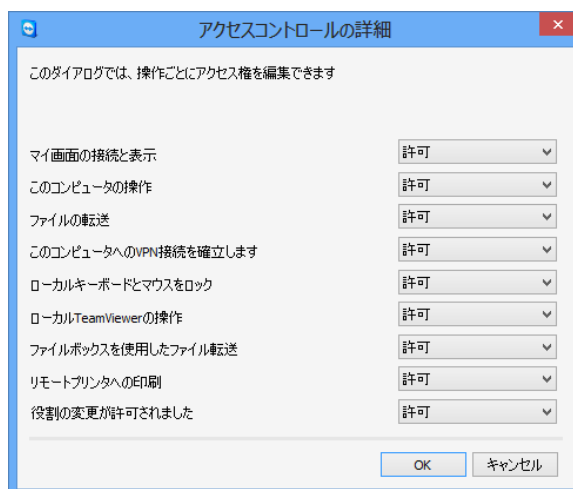 アクセスコントロールの詳細
このダイアログでは、操作ごとにアクセス権を編集できます
マイ画面の接続と表示 許可
このコンピュータの操作 許可
ファイルの転送 許可
このコンピュータへのVPN接続を確立します 許可
ローカルキーボードとマウスをロック 許可
ローカルTeamViewerの操作 許可
ファイルボックスを使用したファイル転送 許可
リモートプリンタへの印刷 許可
役割の変更が許可されました 許可
OK キャンセル